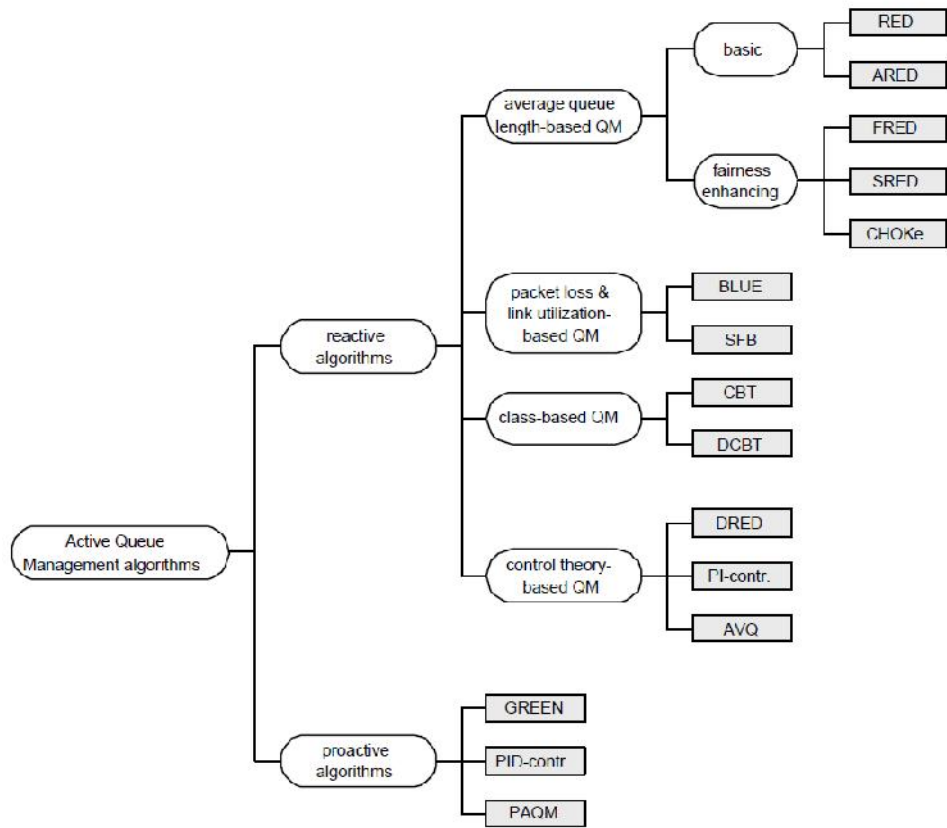 RED
basic
ARED
average queue
length-based QM
FRED
fairness
enhancing
SRED
CHOKe
packet loss &
link utilization-
based QM
BLUE
SFB
reactive
algorithms
CBT
class-based QM
DCBT
Active Queue
Management algorithms
DRED
control theory-
based QM
PI-contr.
AVQ
GREEN
proactive
algorithms
PID-contr
PAQM